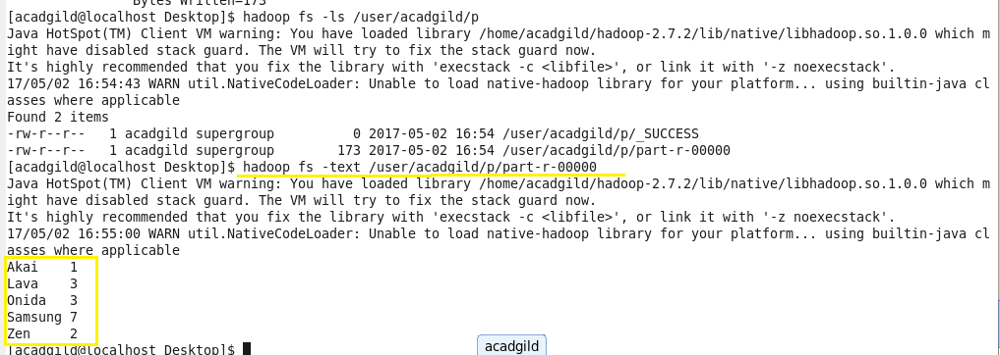 Bytes Written=173
[acadgild@localhost Desktop]$ hadoop fs -ls /user/acadgild/p
Java HotSpot(TM) Client VM warning: You have loaded library /home/acadgild/hadoop-2.7.2/lib/native/libhadoop.so.1.0.0 which m
ight have disabled stack guard. The VM will try to fix the stack guard now.
It's highly recommended that you fix the library with 'execstack -c <libfile>', or link it with '-z noexecstack'.
17/05/02 16:54:43 WARN util.NativeCodeLoader: Unable to load native-hadoop library for your platform... using builtin-java cl
asses where applicable
Found 2 items
-rw-r--r--   1 acadgild supergroup          0 2017-05-02 16:54 /user/acadgild/p/_SUCCESS
-rw-r--r--   1 acadgild supergroup        173 2017-05-02 16:54 /user/acadgild/p/part-r-00000
[acadgild@localhost Desktop]$ hadoop fs -text /user/acadgild/p/part-r-00000
Java HotSpot(TM) Client VM warning: You have loaded library /home/acadgild/hadoop-2.7.2/lib/native/libhadoop.so.1.0.0 which m
ight have disabled stack guard. The VM will try to fix the stack guard now.
It's highly recommended that you fix the library with 'execstack -c <libfile>', or link it with '-z noexecstack'.
17/05/02 16:55:00 WARN util.NativeCodeLoader: Unable to load native-hadoop library for your platform... using builtin-java cl
asses where applicable
Akai    1
Lava    3
Onida   3
Samsung 7
Zen     2
[acadgild@localhost Desktop]$
acadgild